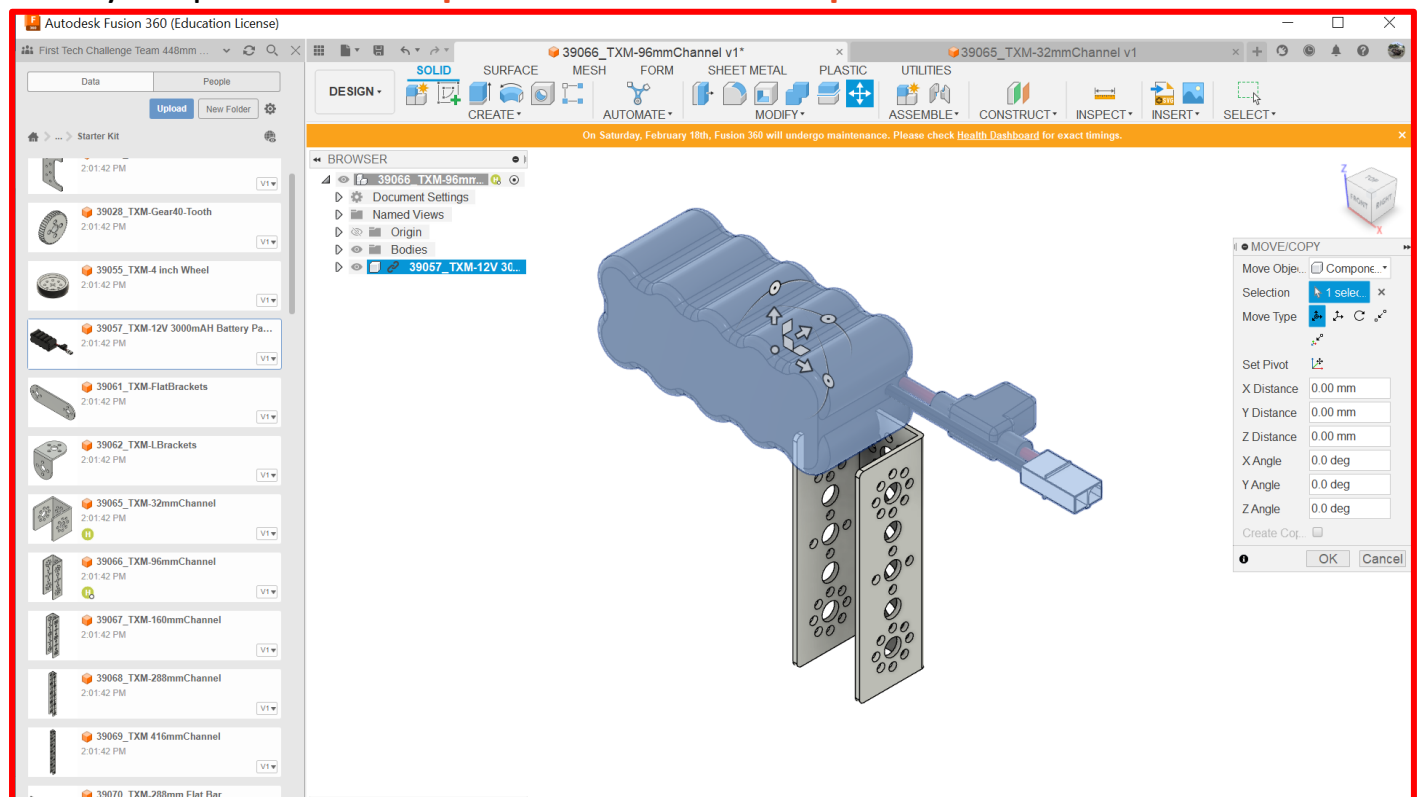 Autodesk Fusion 360 (Education License)
First Tech Challenge Team 448mm ...
39066_TXM-96mmChannel v1*
39065_TXM-32mmChannel v1
Data
People
Upload
New Folder
> ... > Starter Kit
2:01:42 PM
V1
39028_TXM-Gear40-Tooth
2:01:42 PM
V1
39055_TXM-4 inch Wheel
2:01:42 PM
V1
39057_TXM-12V 3000mAH Battery Pa...
2:01:42 PM
V1
39061_TXM-FlatBrackets
2:01:42 PM
V1
39062_TXM-LBrackets
2:01:42 PM
V1
39065_TXM-32mmChannel
2:01:42 PM
H
V1
39066_TXM-96mmChannel
2:01:42 PM
V1
39067_TXM-160mmChannel
2:01:42 PM
V1
39068_TXM-288mmChannel
2:01:42 PM
V1
39069_TXM 416mmChannel
2:01:42 PM
V1
39070_TXM-288mm Flat Bar
DESIGN
SOLID SURFACE MESH FORM SHEET METAL PLASTIC UTILITIES
CREATE AUTOMATE MODIFY ASSEMBLE CONSTRUCT INSPECT INSERT SELECT
On Saturday, February 18th, Fusion 360 will undergo maintenance. Please check Health Dashboard for exact timings.
BROWSER
39066_TXM-96mm...
Document Settings
Named Views
Origin
Bodies
39057_TXM-12V 30...
Z
TOP
FRONT
RIGHT
X
MOVE/COPY
Move Obje... Compone...
Selection 1 selec...
Move Type
Set Pivot
X Distance 0.00 mm
Y Distance 0.00 mm
Z Distance 0.00 mm
X Angle 0.0 deg
Y Angle 0.0 deg
Z Angle 0.0 deg
Create Cop...
OK Cancel